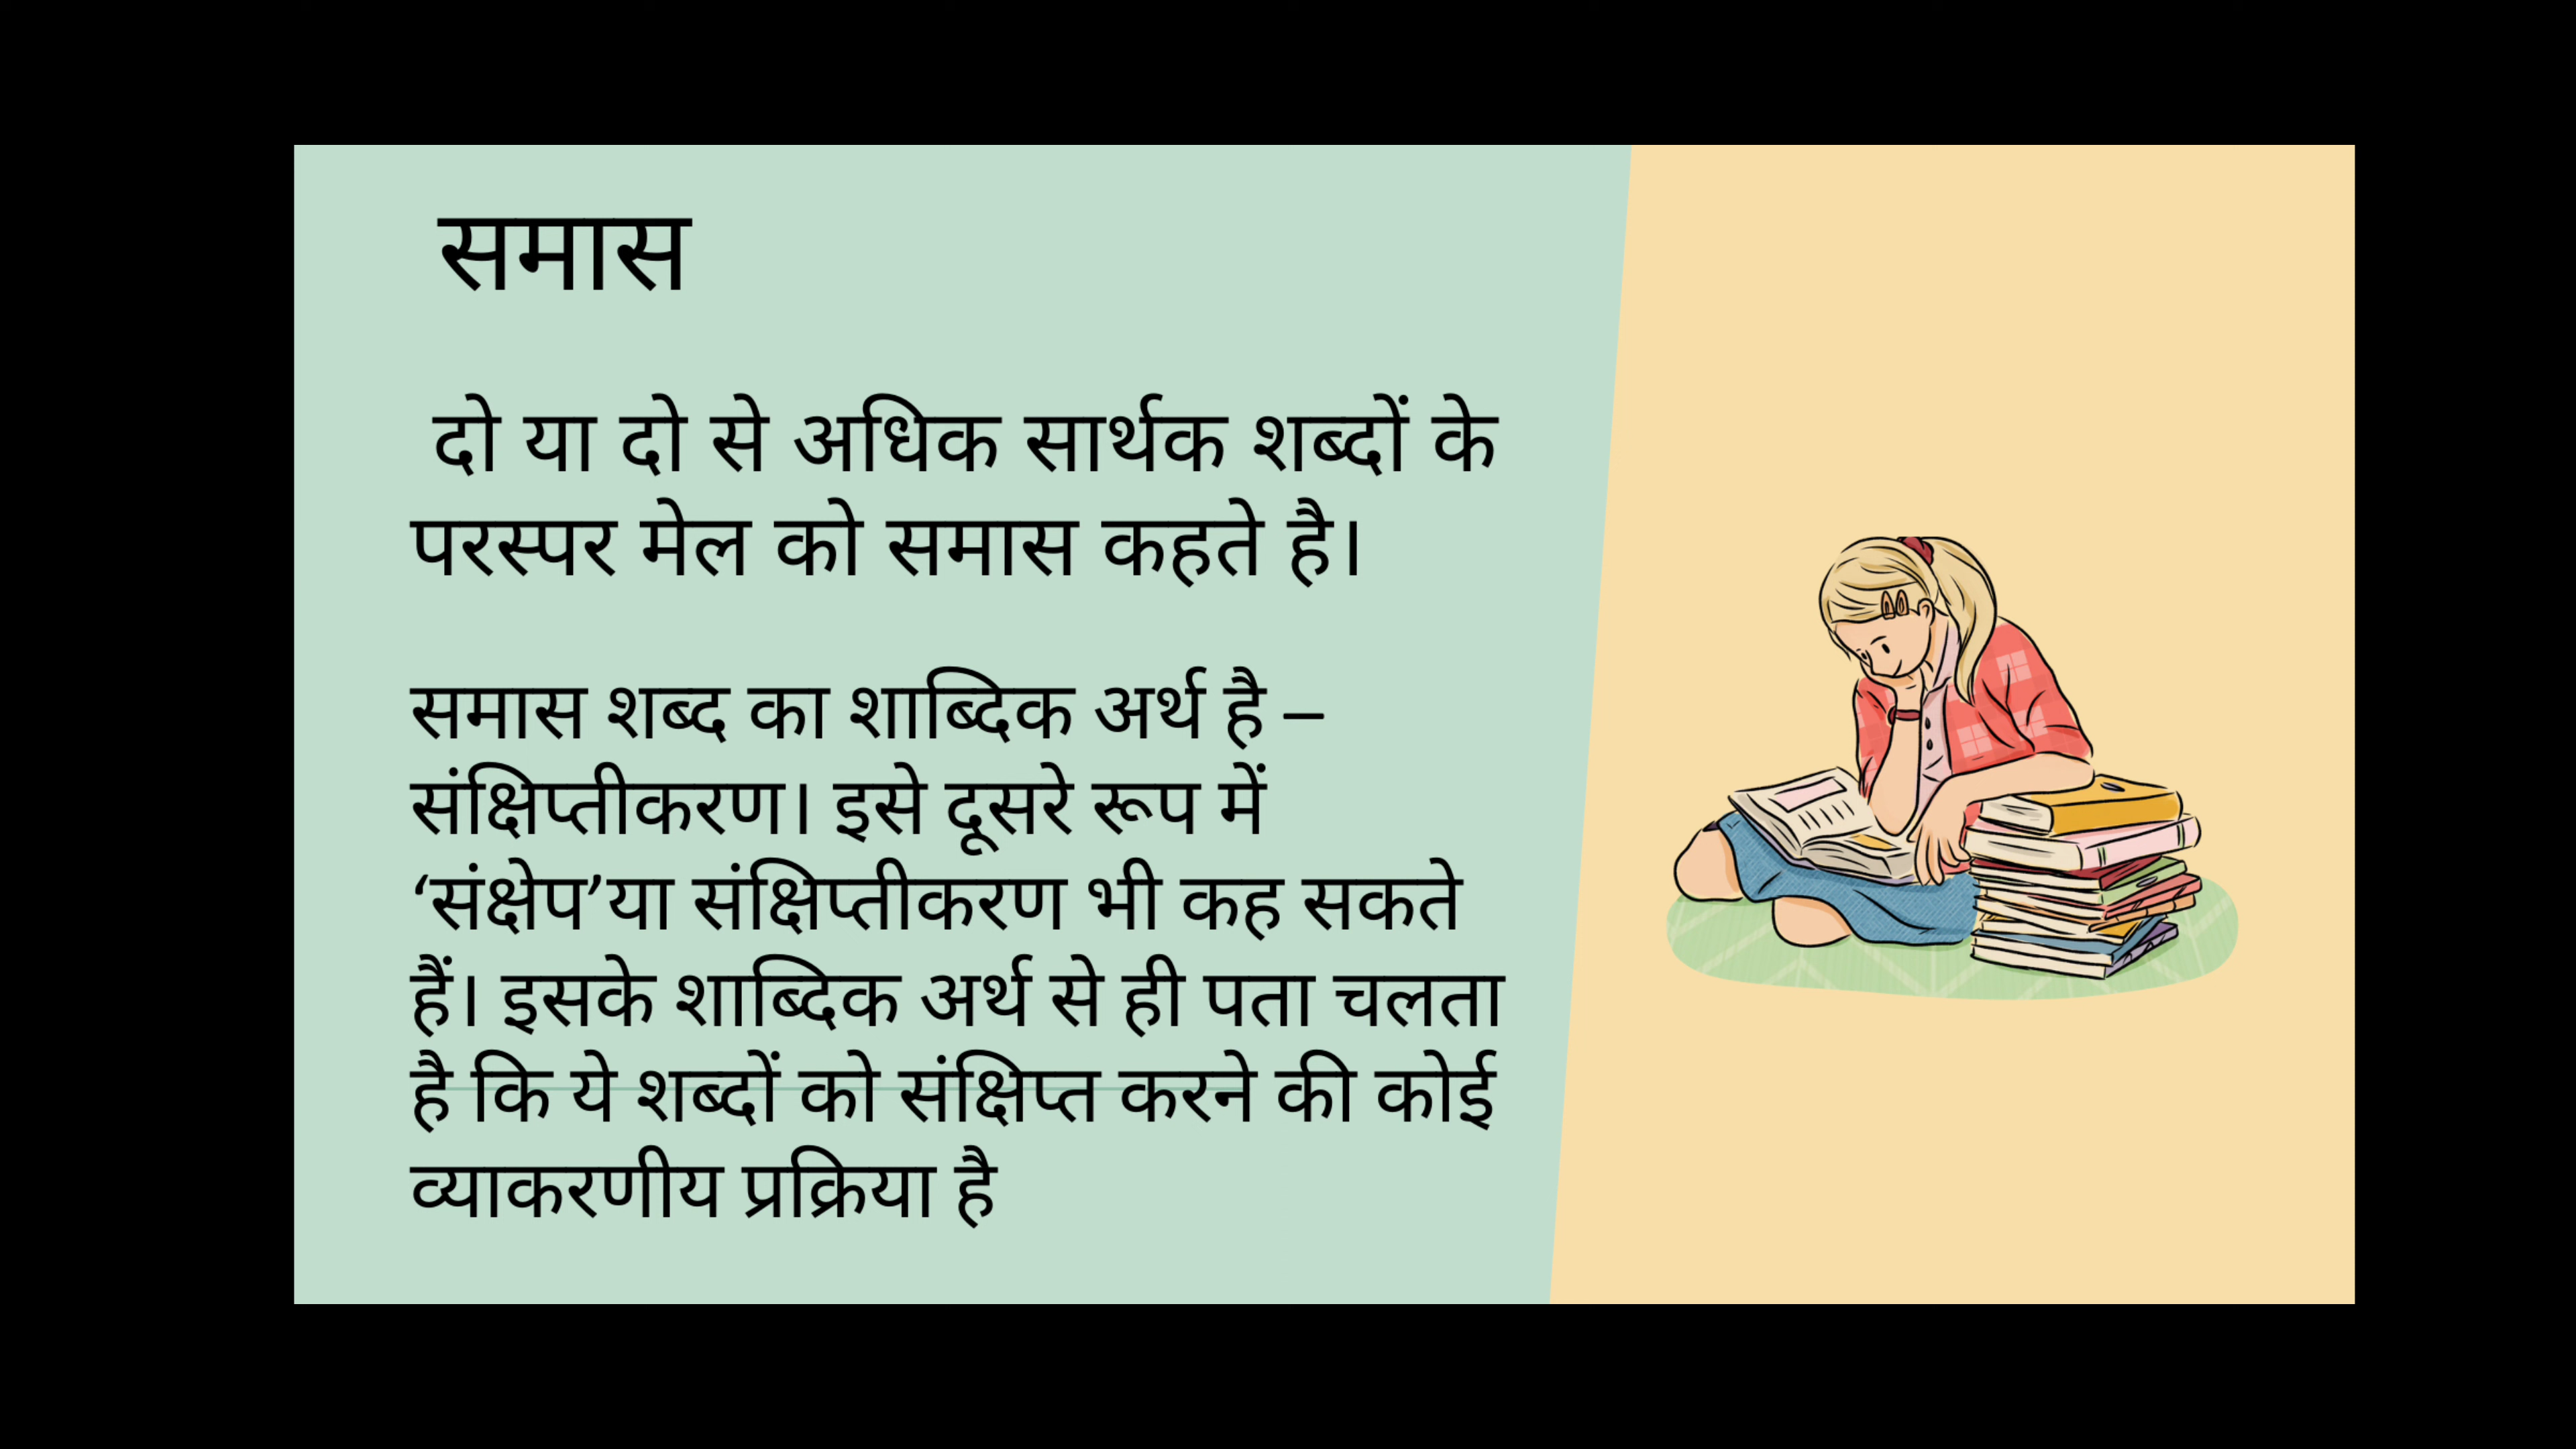 समास
दो या दो से अधिक सार्थक शब्दों के
परस्पर मेल को समास कहते है।
समास शब्द का शाब्दिक अर्थ है –
संक्षिप्तीकरण। इसे दूसरे रूप में
‘संक्षेप’या संक्षिप्तीकरण भी कह सकते
हैं। इसके शाब्दिक अर्थ से ही पता चलता
है कि ये शब्दों को संक्षिप्त करने की कोई
व्याकरणीय प्रक्रिया है